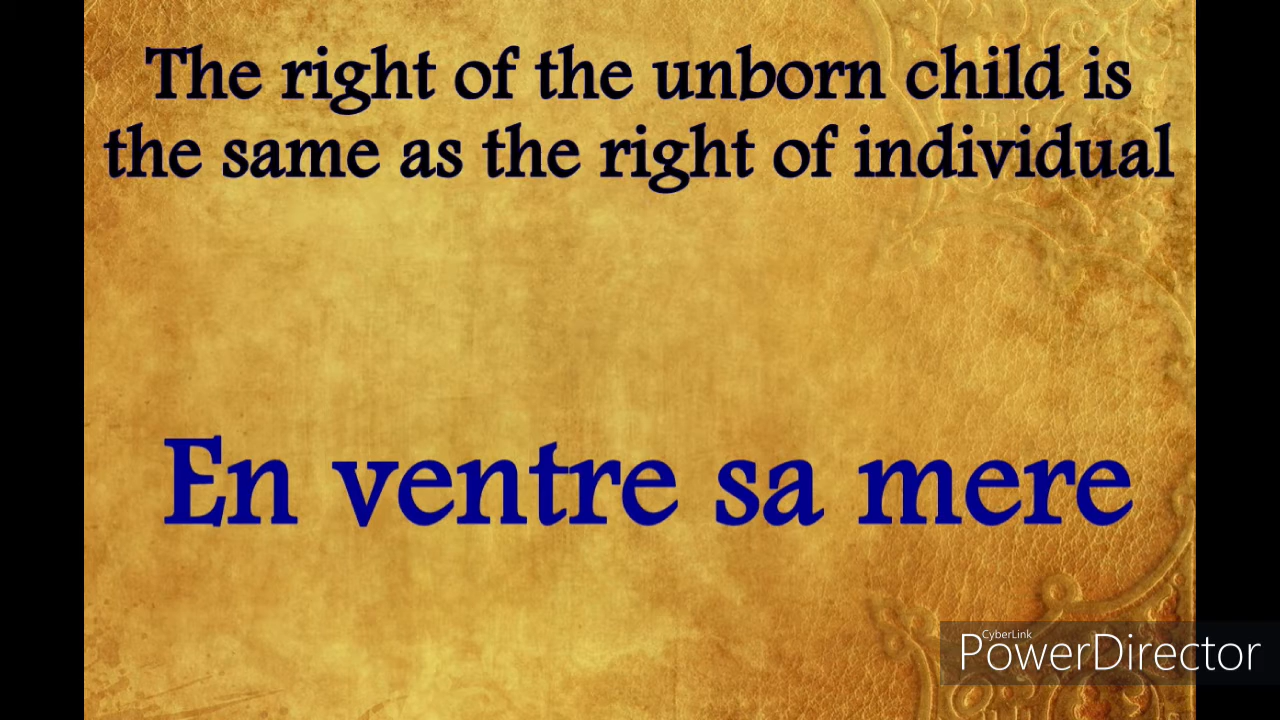 The right of the unborn child is
the same as the right of individual
En ventre sa mere
CyberLink
PowerDirector